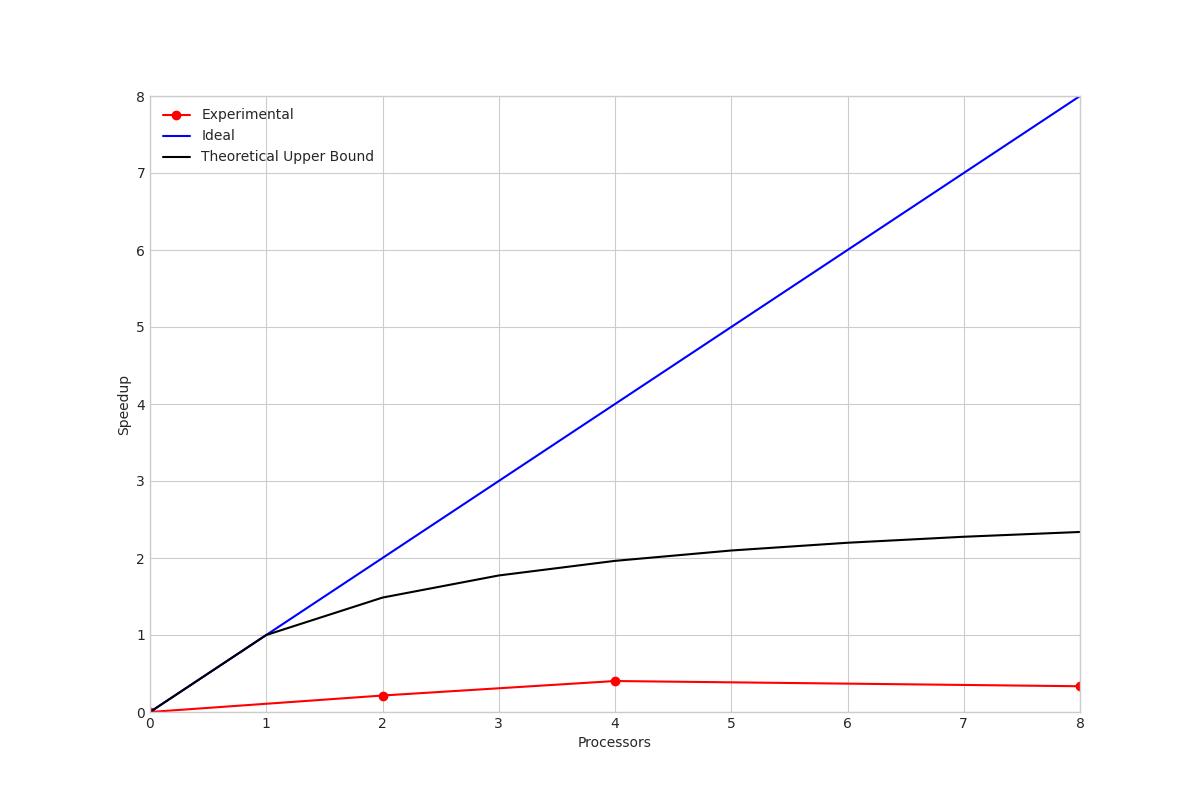 8
Experimental
Ideal
Theoretical Upper Bound
7
6
5
4
Speedup
3
2
1
0
0 1 2 3 4 5 6 7 8
Processors